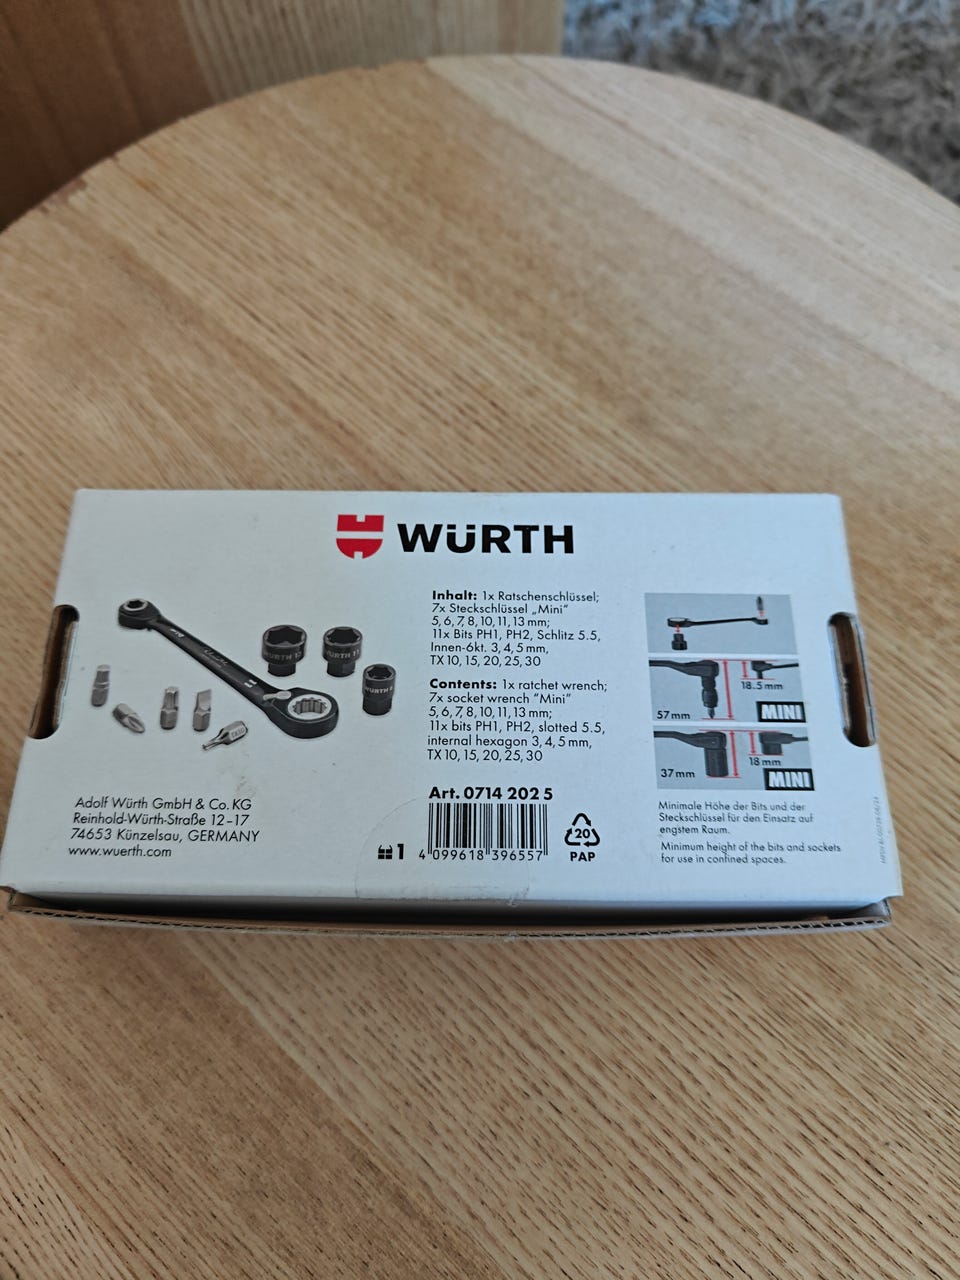 WÜRTH
Inhalt: 1x Ratschenschlüssel;
7x Steckschlüssel „Mini“
5, 6, 7, 8, 10, 11, 13 mm;
11x Bits PH1, PH2, Schlitz 5.5,
Innen-6kt. 3, 4, 5 mm,
TX 10, 15, 20, 25, 30
Contents: 1x ratchet wrench;
7x socket wrench “Mini”
5, 6, 7, 8, 10, 11, 13 mm;
11x bits PH1, PH2, slotted 5.5,
internal hexagon 3, 4, 5 mm,
TX 10, 15, 20, 25, 30
Art. 0714 202 5
1
4 099618 396557
20
PAP
Adolf Würth GmbH & Co. KG
Reinhold-Würth-Straße 12–17
74653 Künzelsau, GERMANY
www.wuerth.com
WÜRTH
WÜRTH
WÜRTH
18.5 mm
57 mm
MINI
18 mm
37 mm
MINI
Minimale Höhe der Bits und der
Steckschlüssel für den Einsatz auf
engstem Raum.
Minimum height of the bits and sockets
for use in confined spaces.